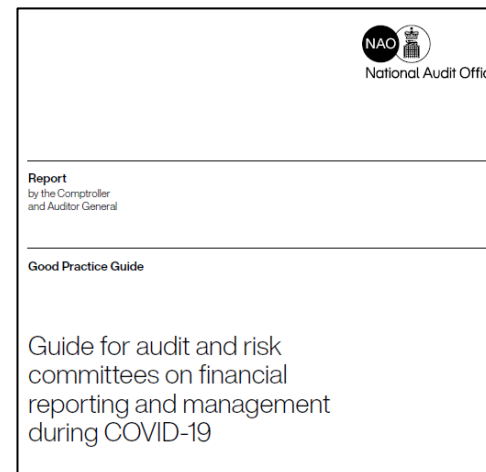 NAO
National Audit Offic
Report
by the Comptroller
and Auditor General
Good Practice Guide
Guide for audit and risk
committees on financial
reporting and management
during COVID-19